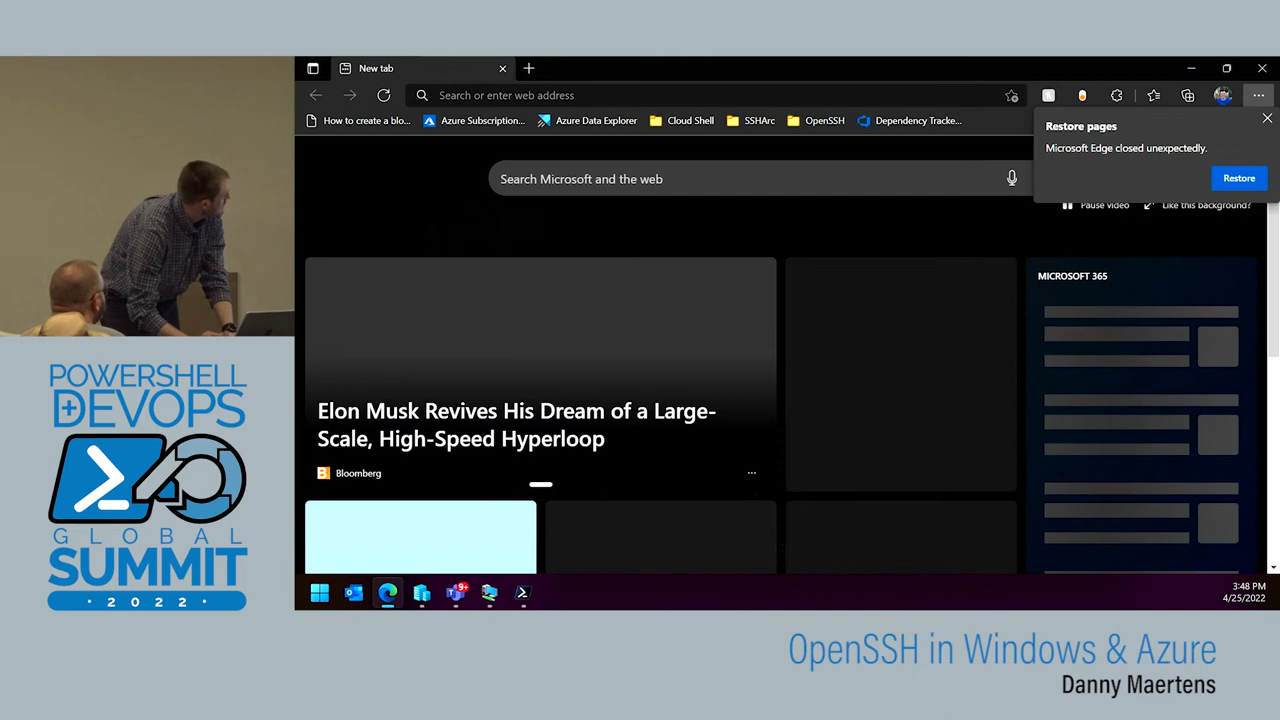 New tab
Search or enter web address
How to create a blo...
Azure Subscription...
Azure Data Explorer
Cloud Shell
SSHArc
OpenSSH
Dependency Tracke...
Restore pages
Microsoft Edge closed unexpectedly.
Restore
Search Microsoft and the web
Pause video
Like this background?
MICROSOFT 365
Elon Musk Revives His Dream of a Large-
Scale, High-Speed Hyperloop
B
Bloomberg
9+
3:48 PM
4/25/2022
POWERSHELL
+ DEVOPS
GLOBAL
SUMMIT
· 2022 ·
OpenSSH in Windows & Azure
Danny Maertens